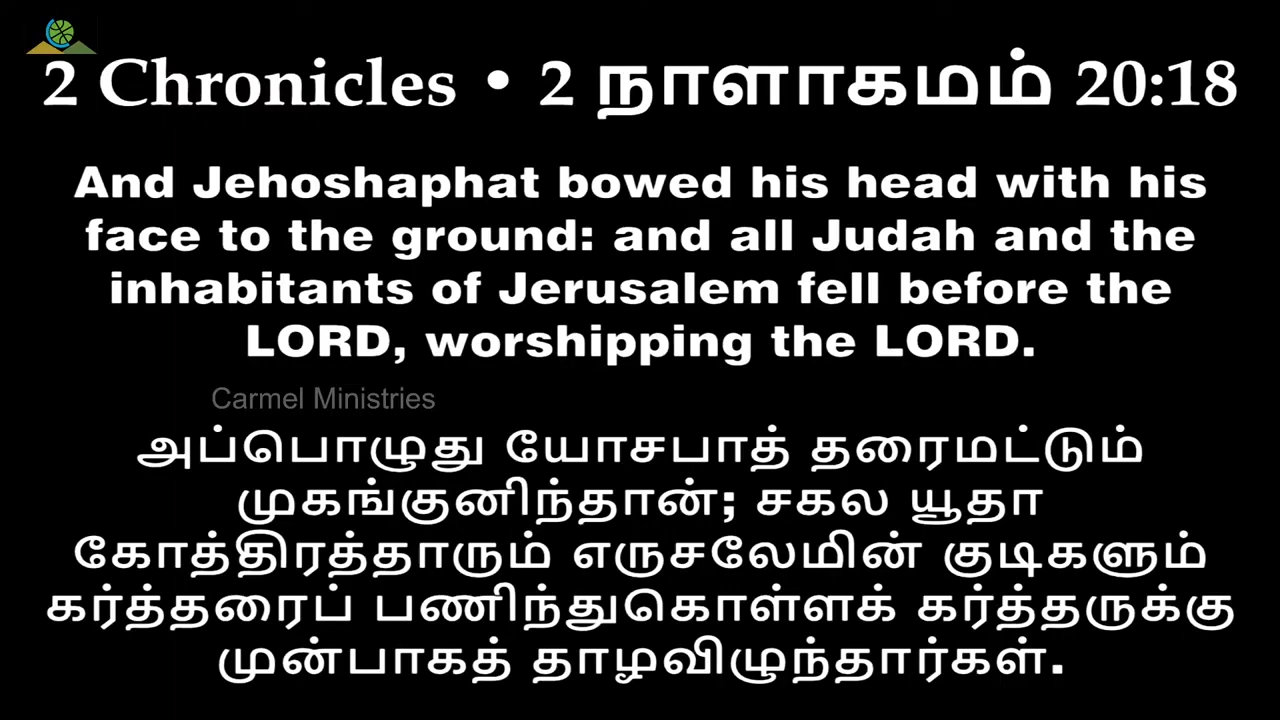 2 Chronicles • 2 நாளாகமம் 20:18
And Jehoshaphat bowed his head with his
face to the ground: and all Judah and the
inhabitants of Jerusalem fell before the
LORD, worshipping the LORD.
Carmel Ministries
அப்பொழுது யோசபாத் தரைமட்டும்
முகங்குனிந்தான்; சகல யூதா
கோத்திரத்தாரும் எருசலேமின் குடிகளும்
கர்த்தரைப் பணிந்துகொள்ளக் கர்த்தருக்கு
முன்பாகத் தாழவிழுந்தார்கள்.